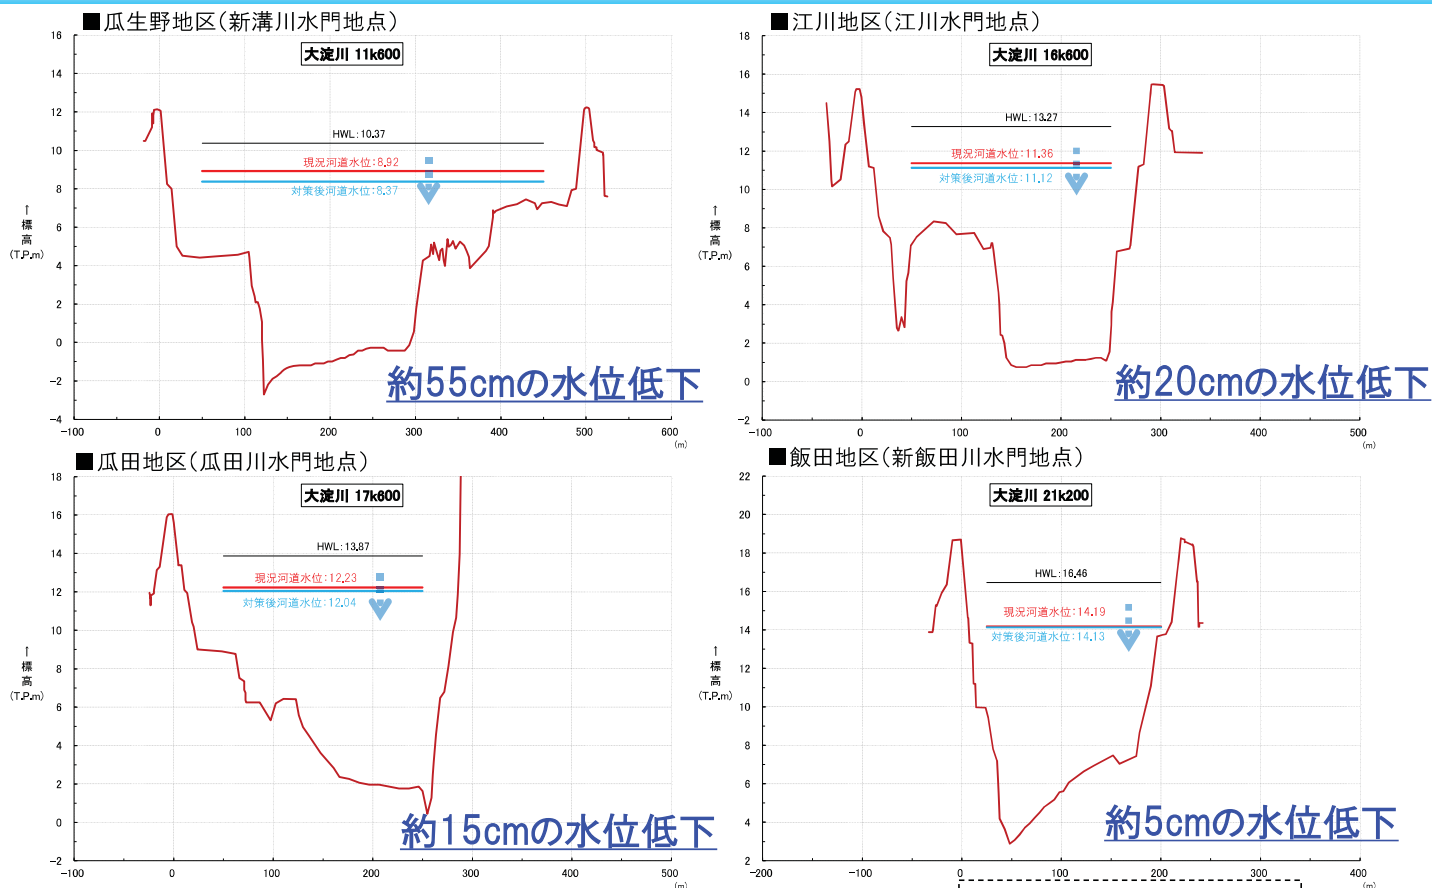 ■瓜生野地区(新溝川水門地点)
大淀川 11k600
16
14
12
10
8
6
4
2
0
-2
-4
↑標高(T.P.m)
HWL:10.37
現況河道水位:8.92
対策後河道水位:8.37
約55cmの水位低下
-100 0 100 200 300 400 500 600
(m)
■江川地区(江川水門地点)
大淀川 16k600
18
16
14
12
10
8
6
4
2
0
-2
↑標高(T.P.m)
HWL:13.27
現況河道水位:11.36
対策後河道水位:11.12
約20cmの水位低下
-100 0 100 200 300 400 500
(m)
■瓜田地区(瓜田川水門地点)
大淀川 17k600
18
16
14
12
10
8
6
4
2
0
-2
↑標高(T.P.m)
HWL:13.87
現況河道水位:12.23
対策後河道水位:12.04
約15cmの水位低下
-100 0 100 200 300 400 500
(m)
■飯田地区(新飯田川水門地点)
大淀川 21k200
22
20
18
16
14
12
10
8
6
4
2
↑標高(T.P.m)
HWL:16.46
現況河道水位:14.19
対策後河道水位:14.13
約5cmの水位低下
-200 -100 0 100 200 300 400
(m)